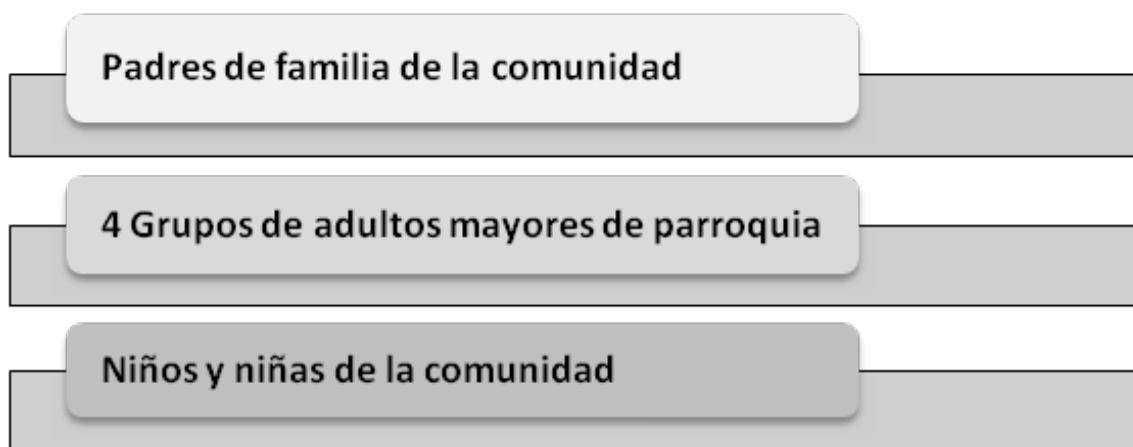 Padres de familia de la comunidad
4 Grupos de adultos mayores de parroquia
Niños y niñas de la comunidad